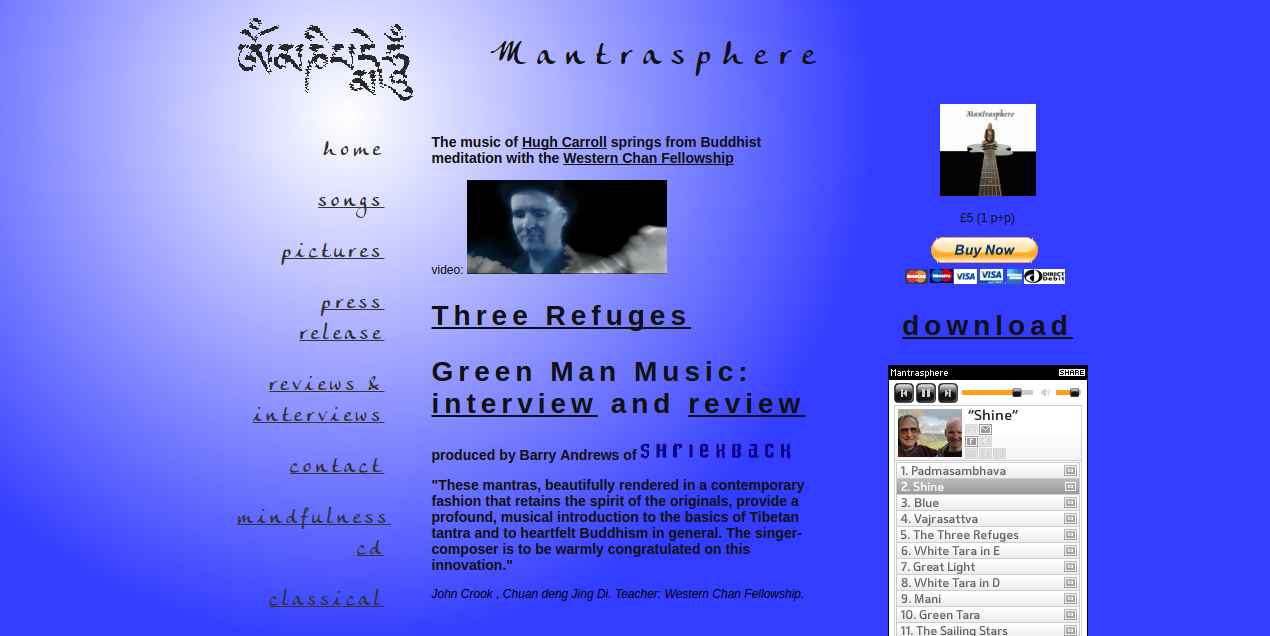 ༀམཎིཔདྨེཧཱུྃ
Mantrasphere
home
songs
pictures
press
release
reviews &
interviews
contact
mindfulness
cd
classical
The music of Hugh Carroll springs from Buddhist
meditation with the Western Chan Fellowship
video:
Three Refuges
Green Man Music:
interview and review
produced by Barry Andrews of shriekback
"These mantras, beautifully rendered in a contemporary
fashion that retains the spirit of the originals, provide a
profound, musical introduction to the basics of Tibetan
tantra and to heartfelt Buddhism in general. The singer-
composer is to be warmly congratulated on this
innovation."
John Crook , Chuan deng Jing Di. Teacher: Western Chan Fellowship.
Mantrasphere
£5 (1 p+p)
Buy Now
VISA
VISA
DIRECT
Debit
download
Mantrasphere SHARE
"Shine"
1. Padmasambhava
2. Shine
3. Blue
4. Vajrasattva
5. The Three Refuges
6. White Tara in E
7. Great Light
8. White Tara in D
9. Mani
10. Green Tara
11. The Sailing Stars